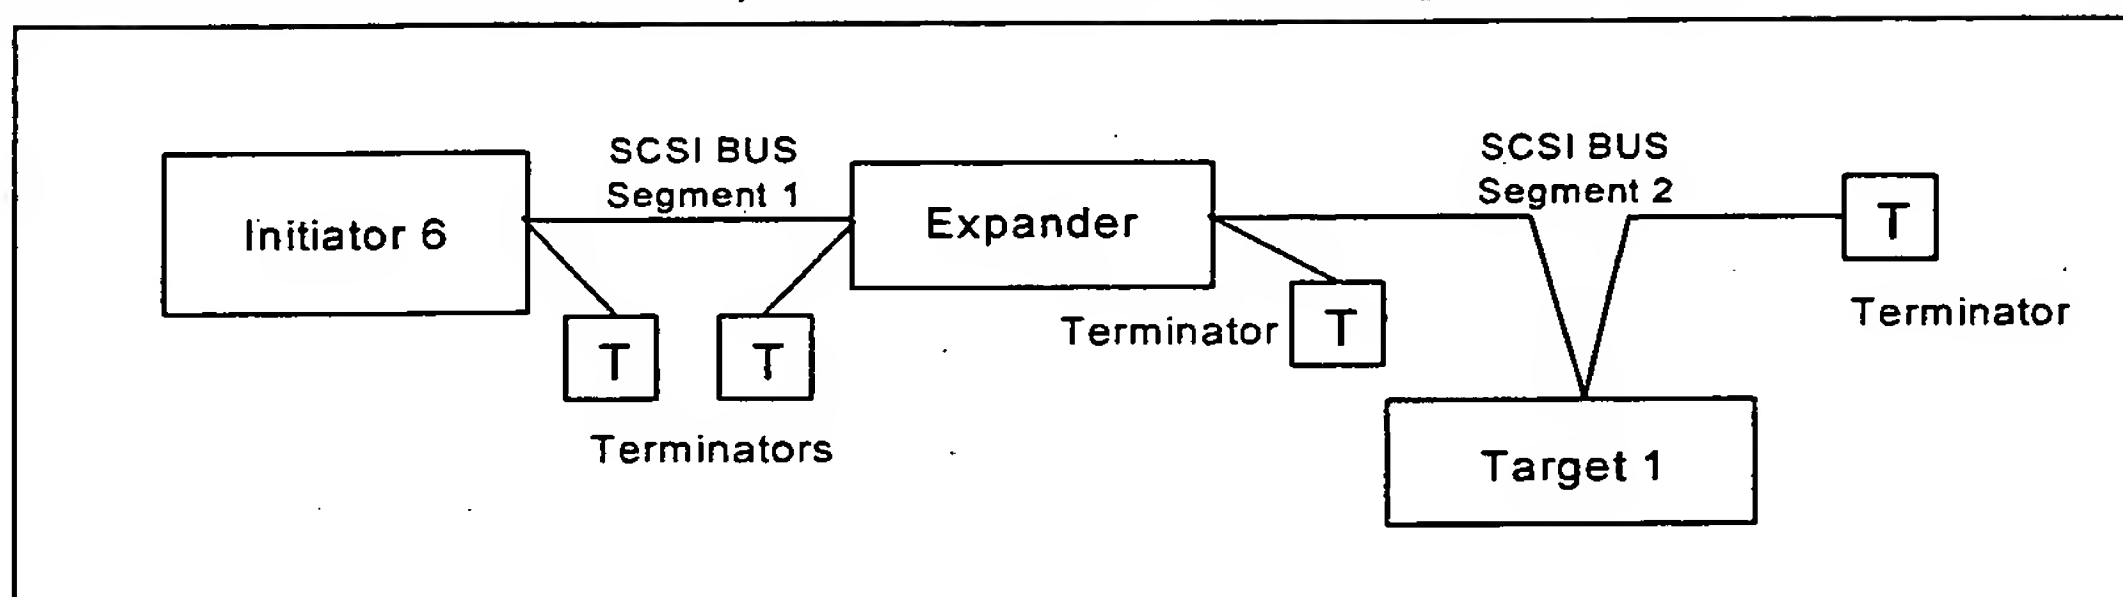 SCSI BUS
Segment 1
SCSI BUS
Segment 2
Initiator 6
Expander
T
T
T
T
Terminators
Terminator
Terminator
Target 1